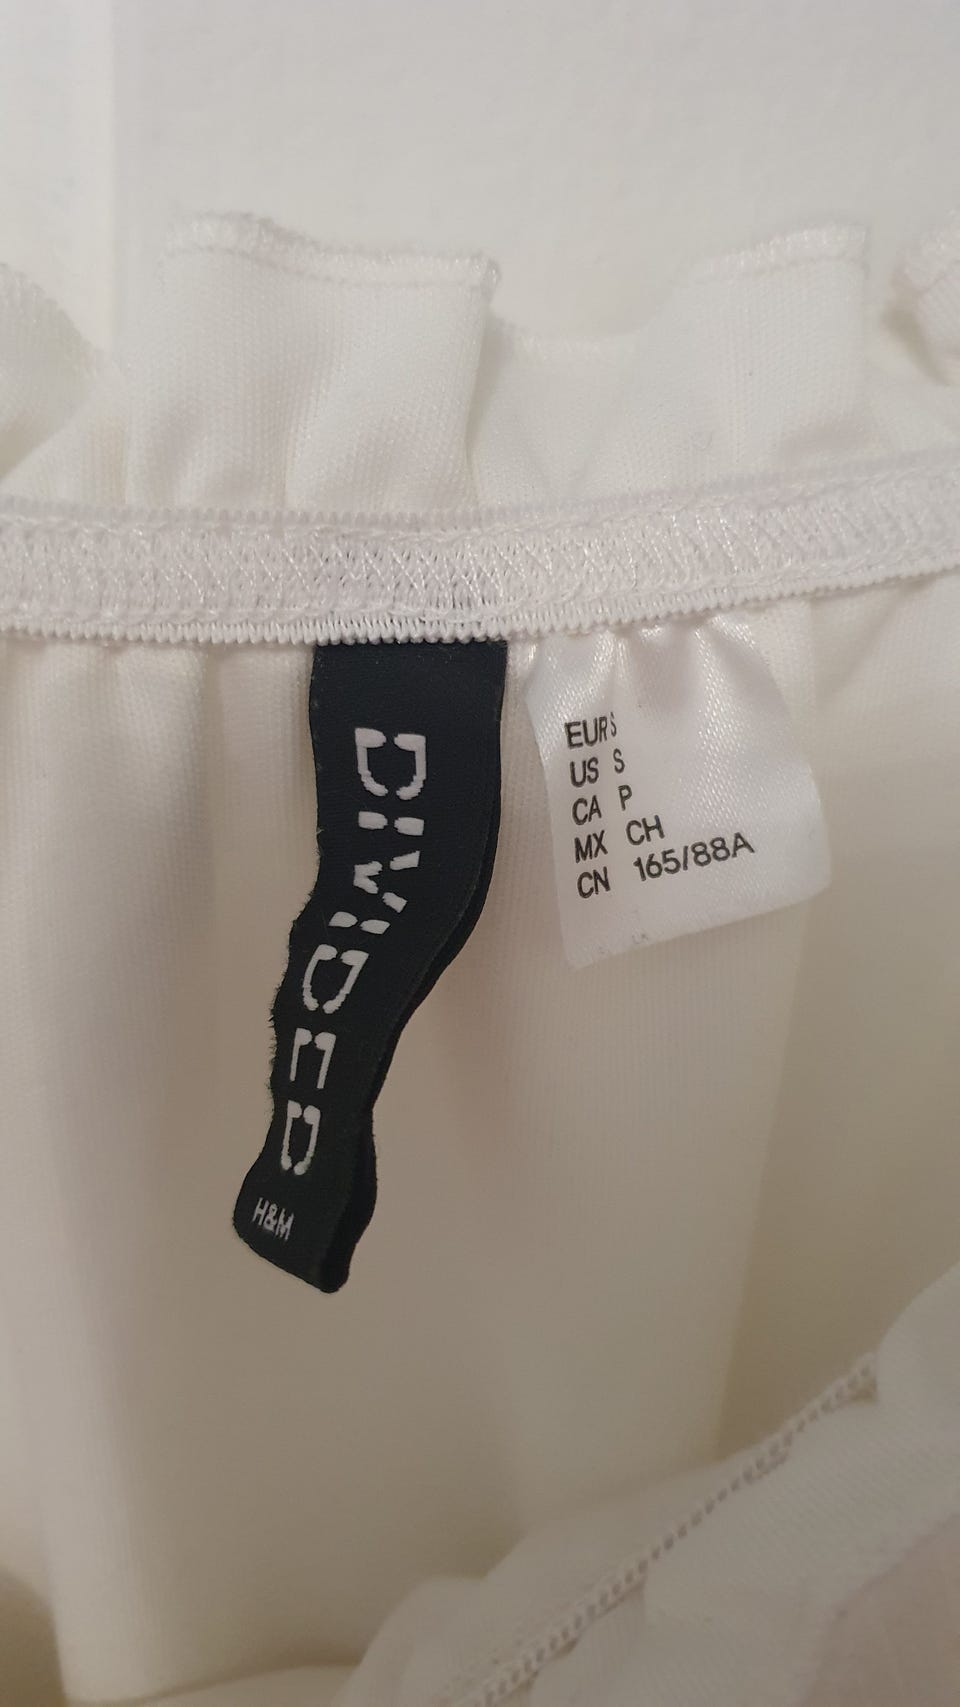 DIVIDED
H&M
EUR S
US S
CA P
MX CH
CN 165/88A